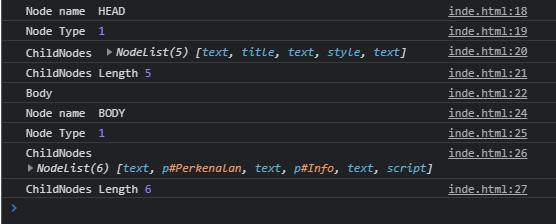 Node name HEAD inde.html:18
Node Type 1 inde.html:19
ChildNodes ▶ NodeList(5) [text, title, text, style, text] inde.html:20
ChildNodes Length 5 inde.html:21
Body inde.html:22
Node name BODY inde.html:24
Node Type 1 inde.html:25
ChildNodes inde.html:26
▶ NodeList(6) [text, p#Perkenalan, text, p#Info, text, script]
ChildNodes Length 6 inde.html:27
>